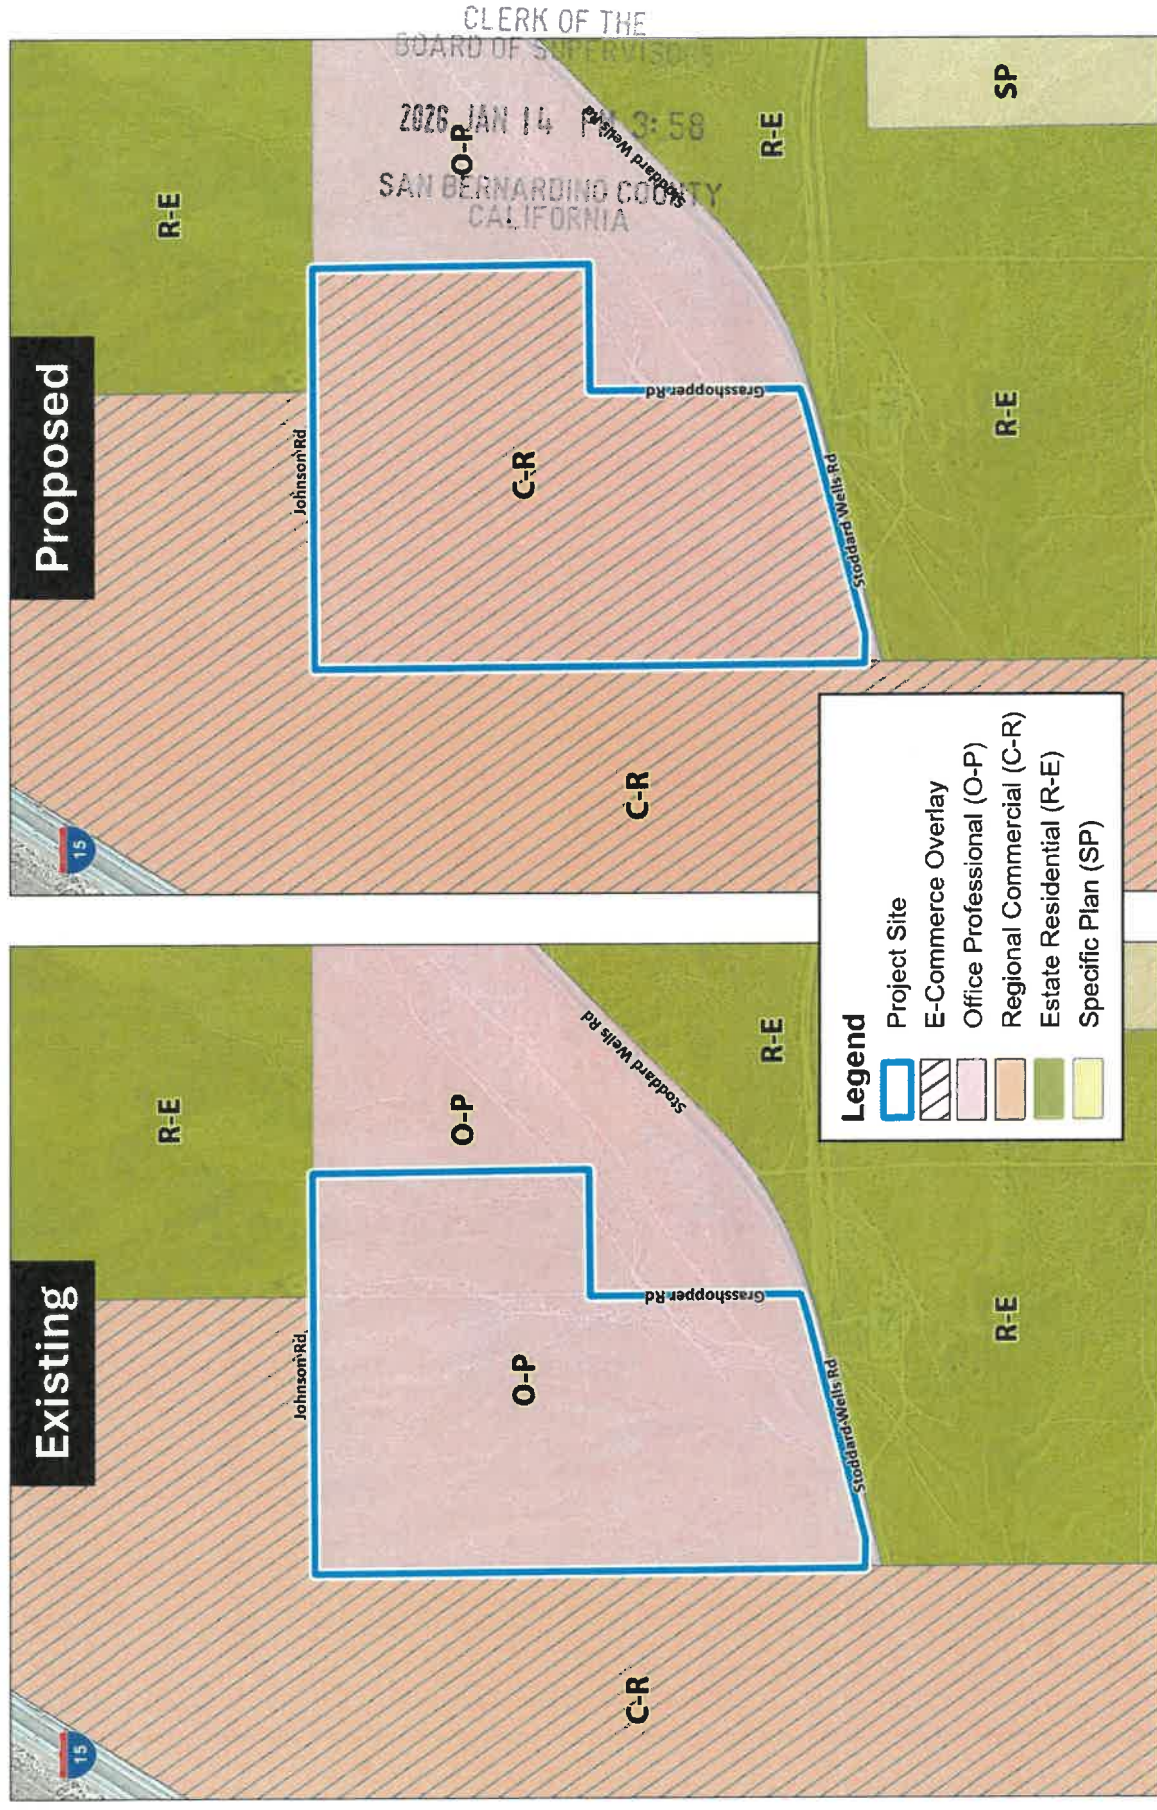 CLERK OF THE
BOARD OF SUPERVISORS
2026 JAN 14 PM 3:58
SAN BERNARDINO COUNTY
CALIFORNIA
Existing
15
R-E
Johnson Rd
O-P
O-P
Stoddard Wells Rd
Grasshopper Rd
Stoddard Wells Rd
C-R
R-E
R-E
Proposed
15
R-E
Johnson Rd
O-P
C-R
Stoddard Wells Rd
Grasshopper Rd
Stoddard Wells Rd
C-R
R-E
R-E
SP
Legend
Project Site
E-Commerce Overlay
Office Professional (O-P)
Regional Commercial (C-R)
Estate Residential (R-E)
Specific Plan (SP)